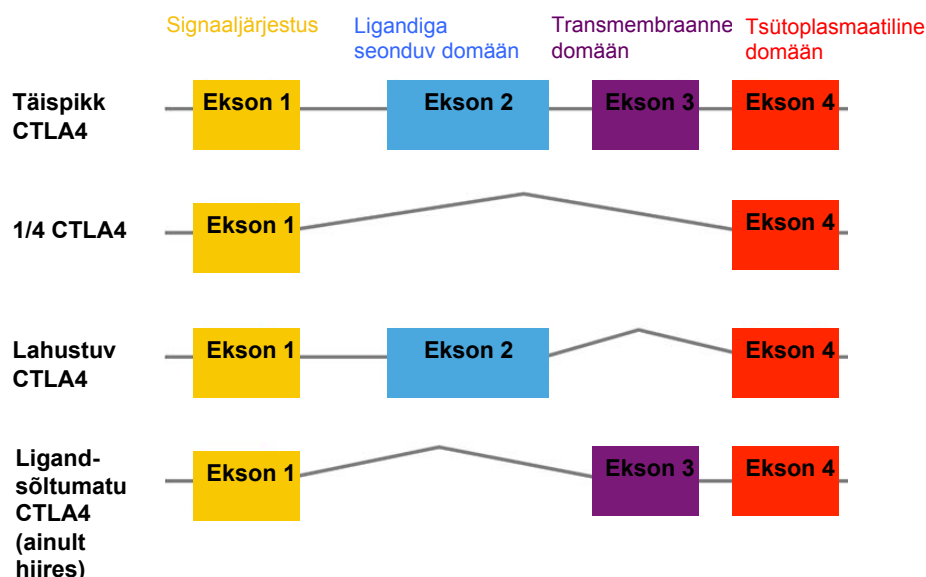 Signaaljärjestus
Ligandiga
seonduv domään
Transmembraanne
domään
Tsütoplasmaatiline
domään
Täispikk
CTLA4
Ekson 1
Ekson 2
Ekson 3
Ekson 4
1/4 CTLA4
Ekson 1
Ekson 4
Lahustuv
CTLA4
Ekson 1
Ekson 2
Ekson 4
Ligand-
sõltumatu
CTLA4
(ainult
hiires)
Ekson 1
Ekson 3
Ekson 4